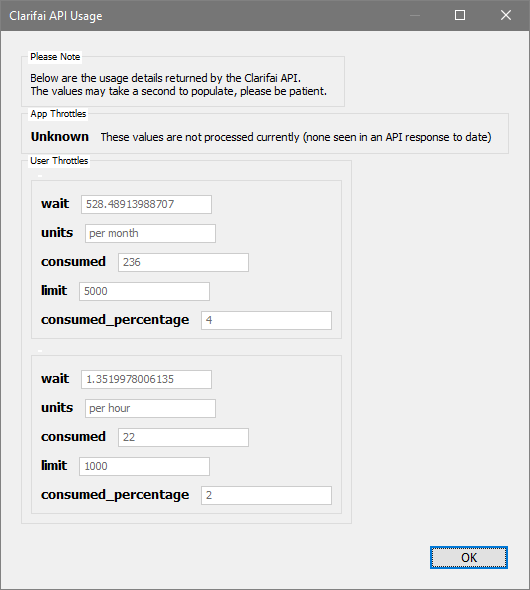 Clarifai API Usage
Please Note
Below are the usage details returned by the Clarifai API.
The values may take a second to populate, please be patient.
App Throttles
Unknown These values are not processed currently (none seen in an API response to date)
User Throttles
wait 528.48913988707
units per month
consumed 236
limit 5000
consumed_percentage 4
wait 1.3519978006135
units per hour
consumed 22
limit 1000
consumed_percentage 2
OK